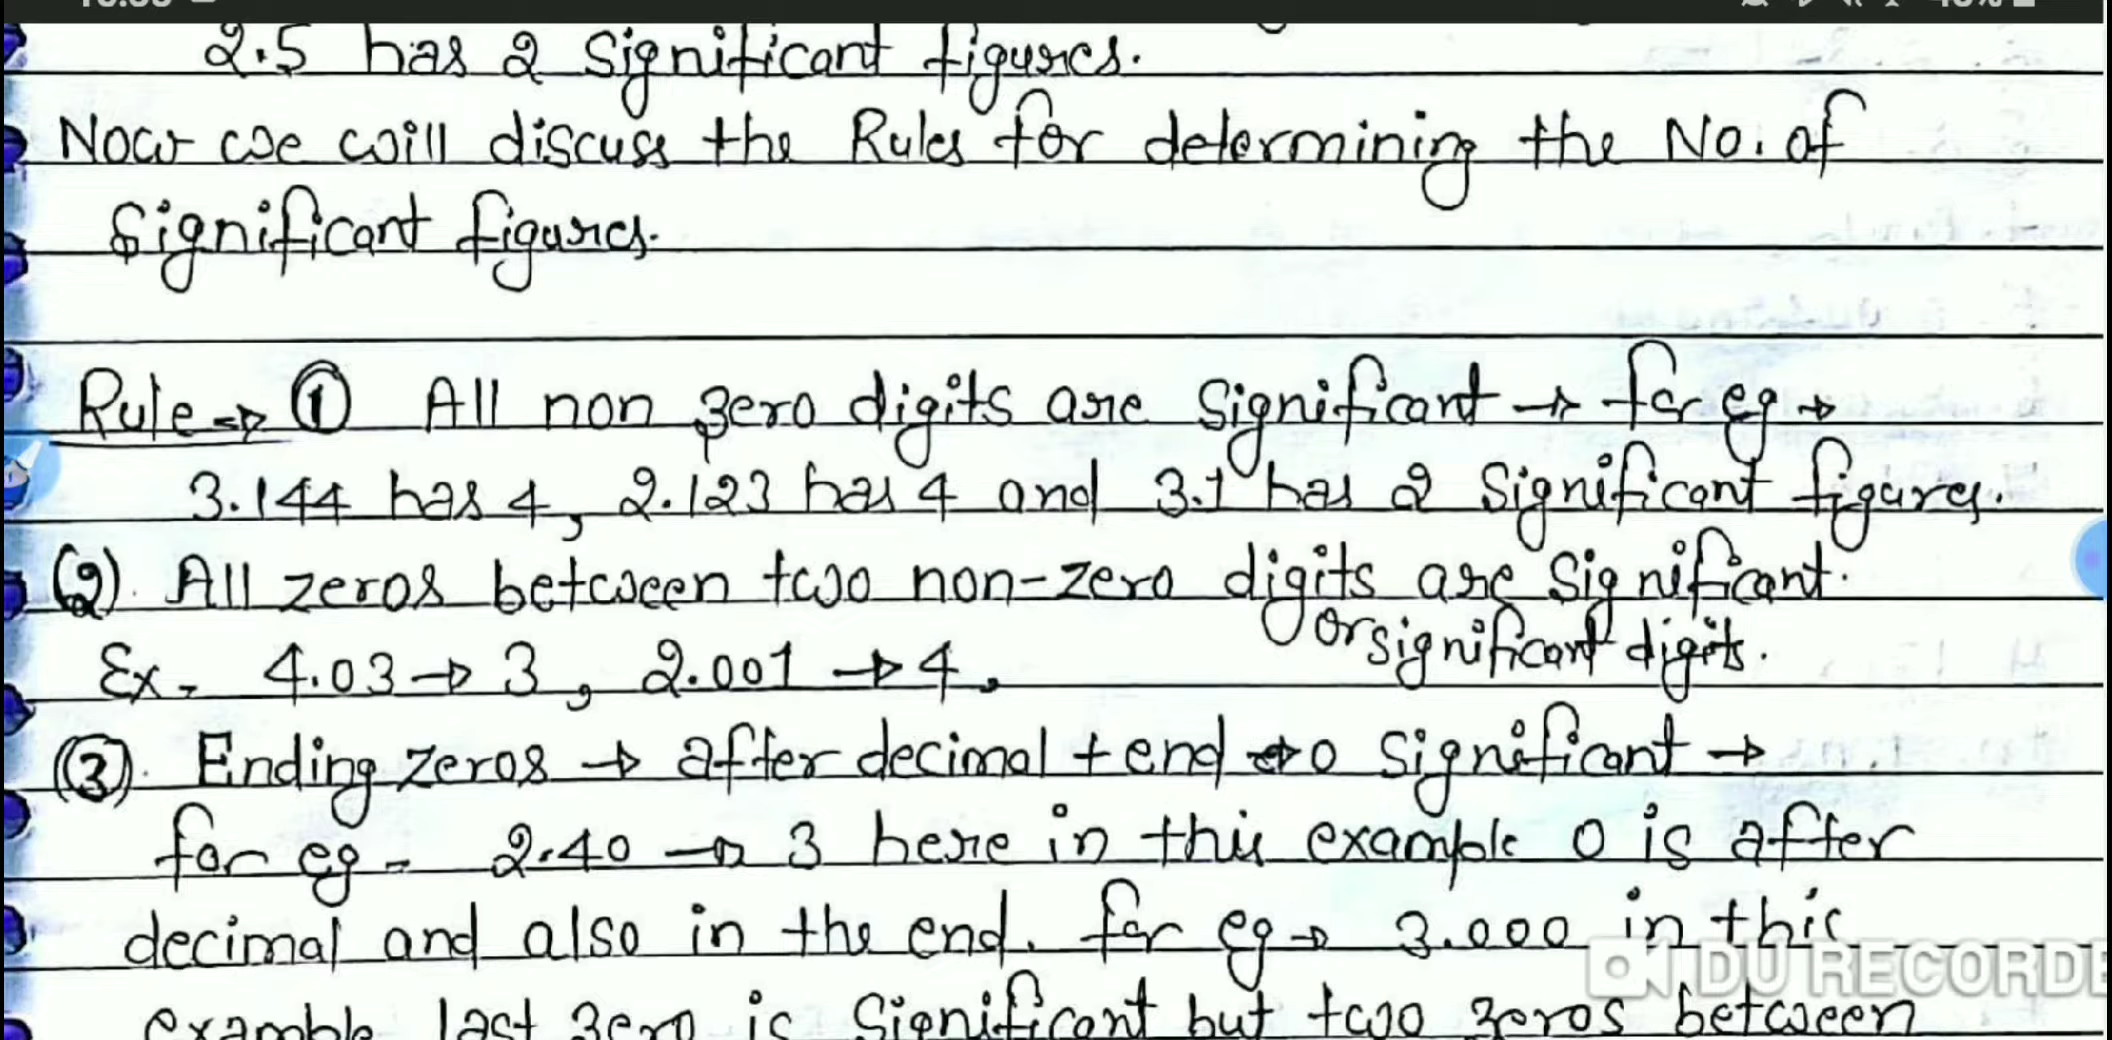 2.5 has 2 significant figures.
Now we will discuss the Rules for determining the No. of
significant figures.
Rule → ① All non zero digits are significant → for eg →
3.144 has 4, 2.123 has 4 and 3.1 has 2 significant figures.
(2). All zeros between two non-zero digits are significant.
or significant digits.
Ex - 4.03 → 3, 2.001 → 4,
(3). Ending zeros → after decimal + end → 0 significant →
for eg - 2.40 → 3 here in this example 0 is after
decimal and also in the end. for eg → 3.000 in this
DU RECORDE
example last zero is significant but two zeros between